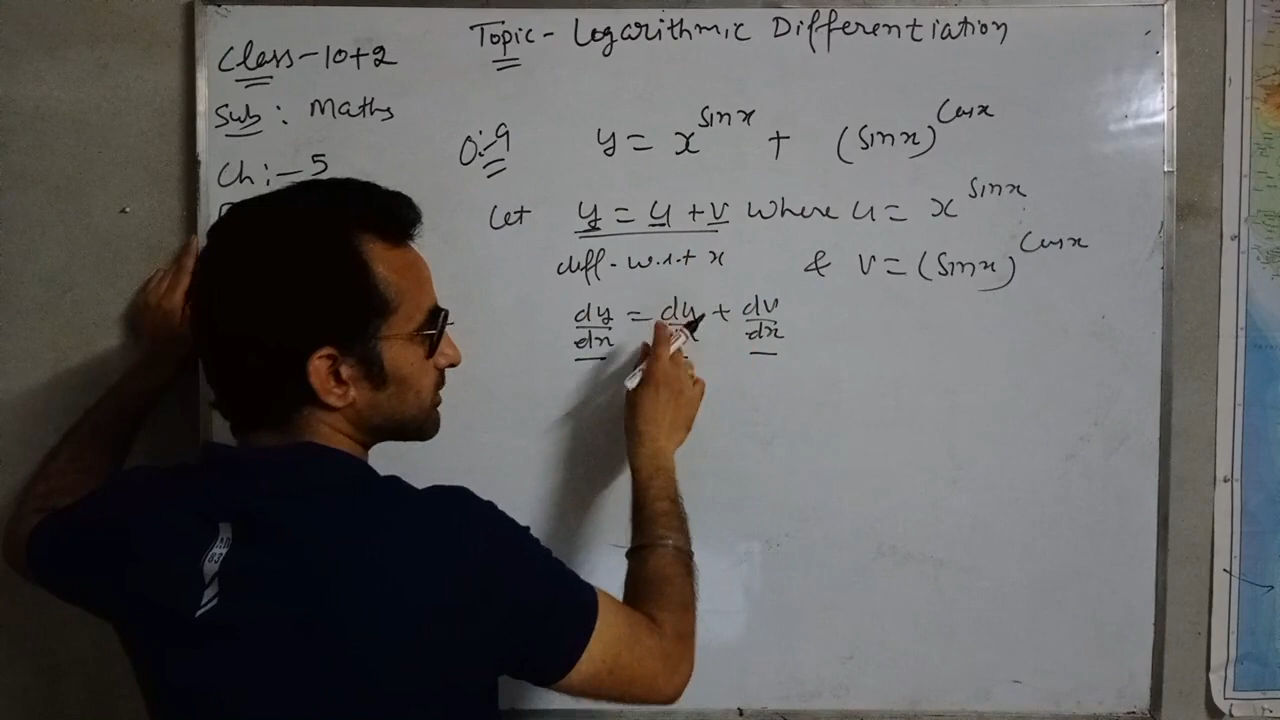 Topic - Logarithmic Differentiation
Class - 10+2
Sub : Maths
Ch :- 5
Q:-9 y = x^sinx + (sinx)^cosx
Let y = u + v where u = x^sinx
diff. w.r.t x & v = (sinx)^cosx
dy/dx = du/dx + dv/dx